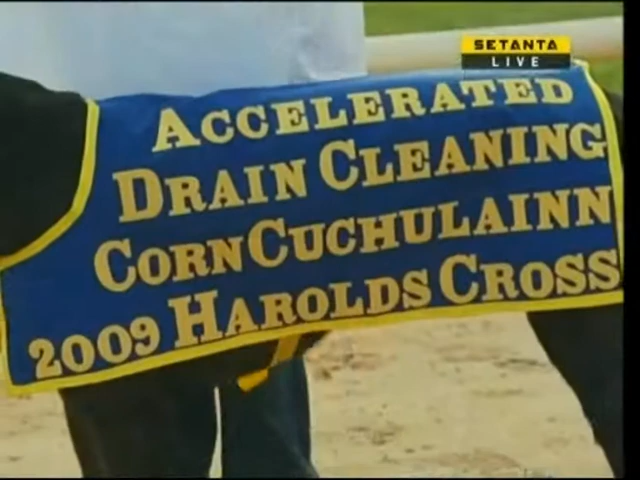 SETANTA
LIVE
ACCELERATED
DRAIN CLEANING
CORN CUCHULAINN
2009 HAROLDS CROSS